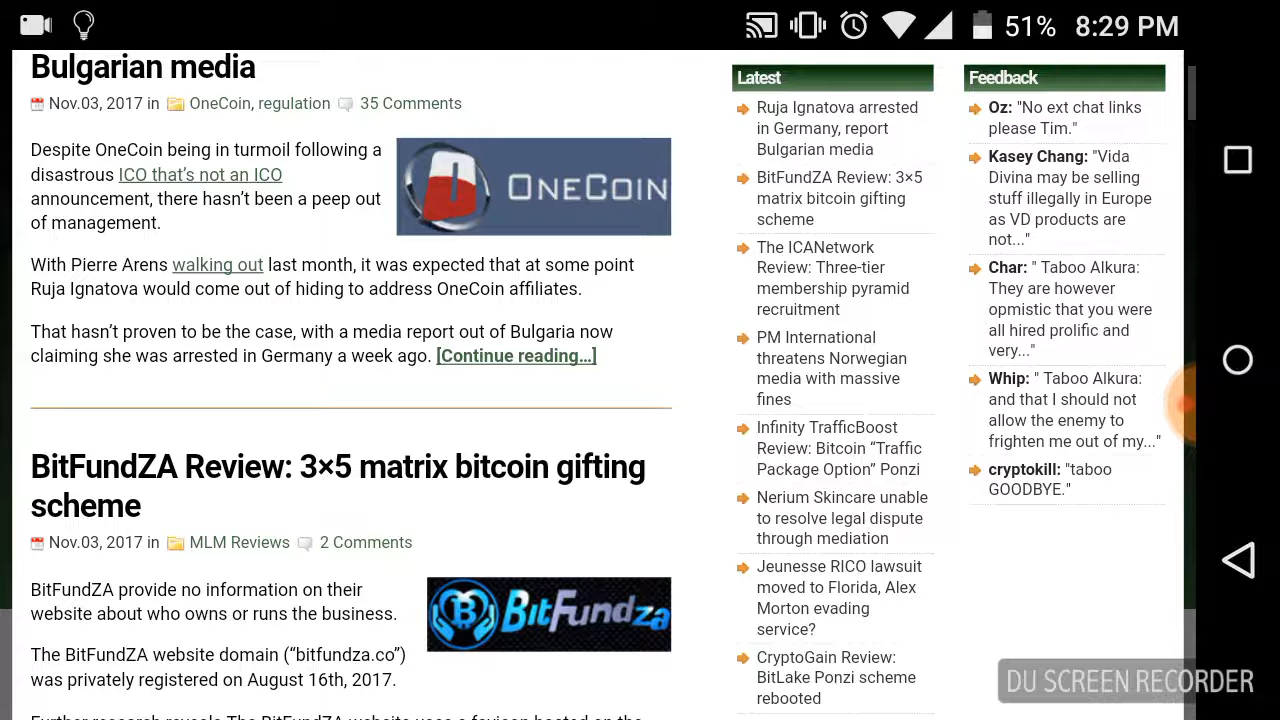 51% 8:29 PM
Bulgarian media
Nov.03, 2017 in OneCoin, regulation 35 Comments
Despite OneCoin being in turmoil following a
disastrous ICO that's not an ICO
announcement, there hasn't been a peep out
of management.
ONECOIN
With Pierre Arens walking out last month, it was expected that at some point
Ruja Ignatova would come out of hiding to address OneCoin affiliates.
That hasn't proven to be the case, with a media report out of Bulgaria now
claiming she was arrested in Germany a week ago. [Continue reading…]
BitFundZA Review: 3×5 matrix bitcoin gifting
scheme
Nov.03, 2017 in MLM Reviews 2 Comments
BitFundZA provide no information on their
website about who owns or runs the business.
BitFundza
The BitFundZA website domain (“bitfundza.co”)
was privately registered on August 16th, 2017.
Further research reveals The BitFundZA website uses a favicon hosted on the
Latest
Ruja Ignatova arrested
in Germany, report
Bulgarian media
BitFundZA Review: 3×5
matrix bitcoin gifting
scheme
The ICANetwork
Review: Three-tier
membership pyramid
recruitment
PM International
threatens Norwegian
media with massive
fines
Infinity TrafficBoost
Review: Bitcoin “Traffic
Package Option” Ponzi
Nerium Skincare unable
to resolve legal dispute
through mediation
Jeunesse RICO lawsuit
moved to Florida, Alex
Morton evading
service?
CryptoGain Review:
BitLake Ponzi scheme
rebooted
Feedback
Oz: "No ext chat links
please Tim."
Kasey Chang: "Vida
Divina may be selling
stuff illegally in Europe
as VD products are
not..."
Char: " Taboo Alkura:
They are however
opmistic that you were
all hired prolific and
very..."
Whip: " Taboo Alkura:
and that I should not
allow the enemy to
frighten me out of my..."
cryptokill: "taboo
GOODBYE."
DU SCREEN RECORDER